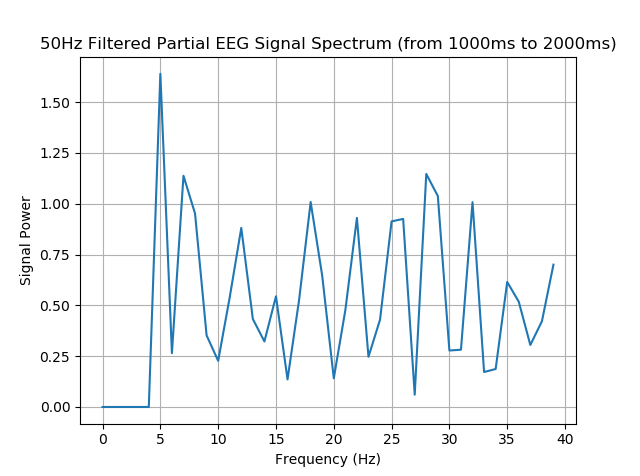 50Hz Filtered Partial EEG Signal Spectrum (from 1000ms to 2000ms)
Signal Power
1.50
1.25
1.00
0.75
0.50
0.25
0.00
0 5 10 15 20 25 30 35 40
Frequency (Hz)